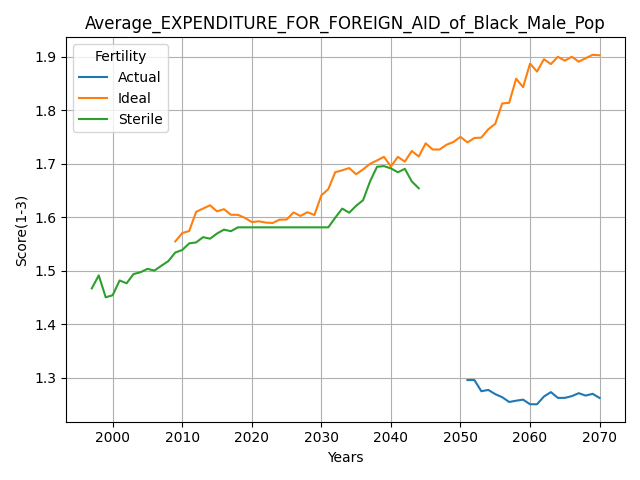 Average_EXPENDITURE_FOR_FOREIGN_AID_of_Black_Male_Pop
Fertility
Actual
Ideal
Sterile
Score(1-3)
1.9
1.8
1.7
1.6
1.5
1.4
1.3
2000 2010 2020 2030 2040 2050 2060 2070
Years